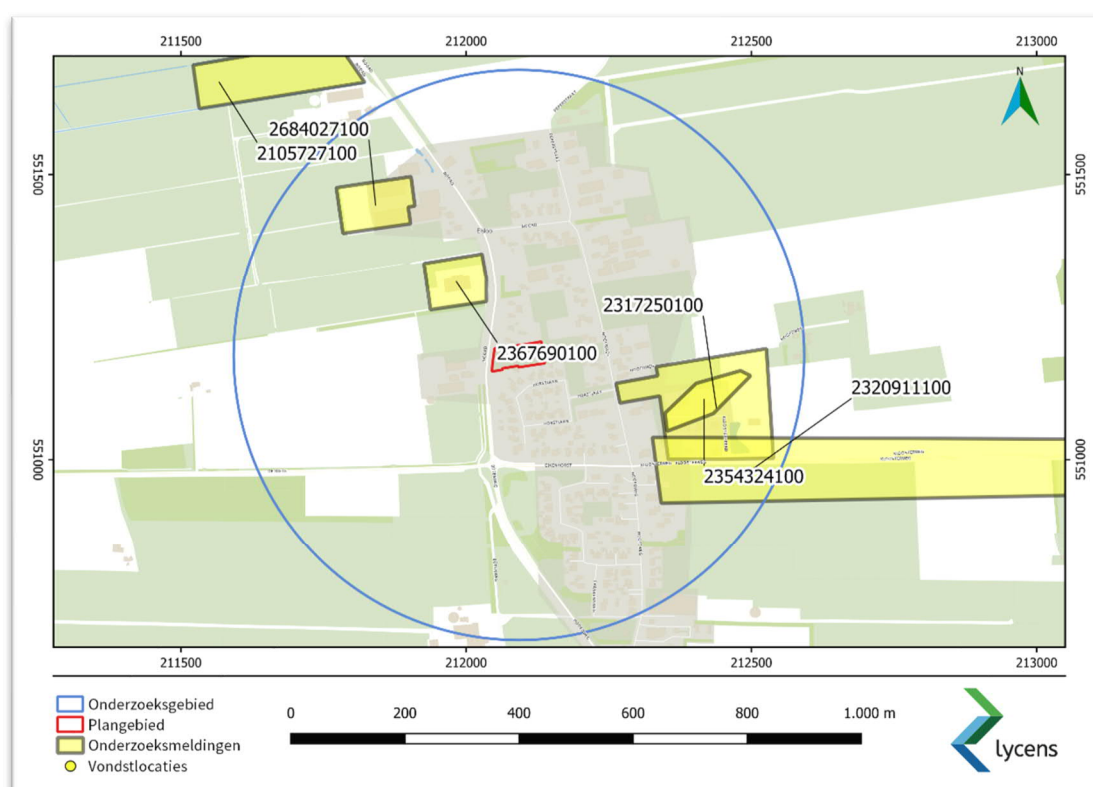 211500 212000 212500 213000
N
2684027100
2105727100
551500 551500
2317250100
2367690100
2320911100
2354324100
551000 551000
211500 212000 212500 213000
Onderzoeksgebied
Plangebied
Onderzoeksmeldingen
Vondstlocaties
0 200 400 600 800 1.000 m
lycens